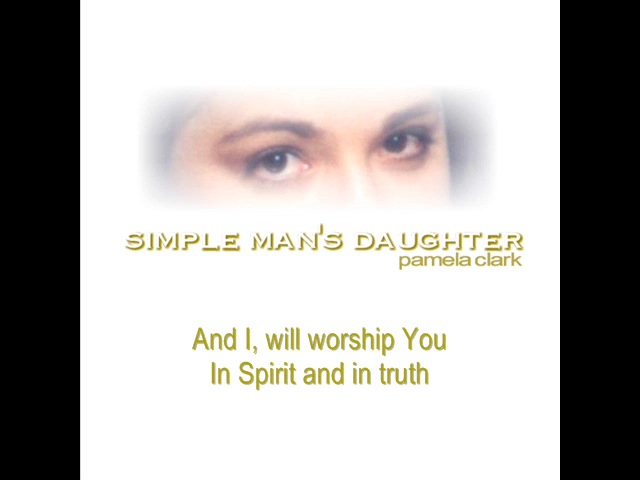 SIMPLE MAN'S DAUGHTER
pamela clark
And I, will worship You
In Spirit and in truth